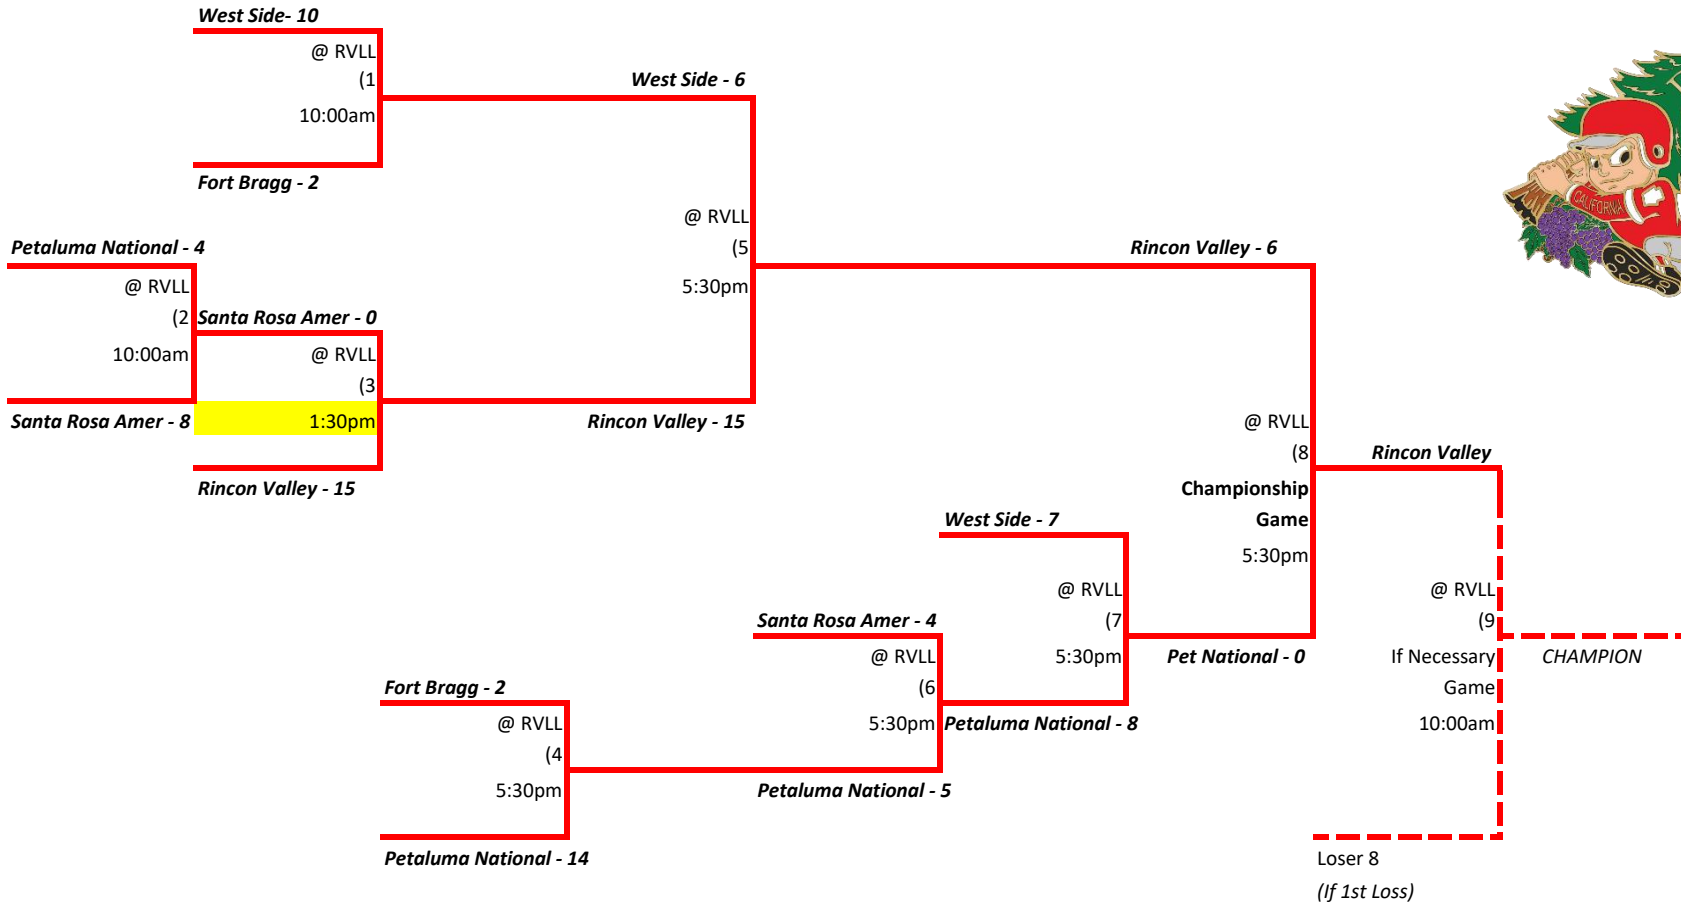 West Side- 10
@ RVLL
(1
10:00am
Fort Bragg - 2
West Side - 6
Petaluma National - 4
@ RVLL
(2
10:00am
Santa Rosa Amer - 8
Santa Rosa Amer - 0
@ RVLL
(3
1:30pm
Rincon Valley - 15
@ RVLL
(5
5:30pm
Rincon Valley - 15
Rincon Valley - 6
@ RVLL
(8
Championship
Game
5:30pm
Rincon Valley
West Side - 7
@ RVLL
(7
5:30pm
Pet National - 0
Santa Rosa Amer - 4
@ RVLL
(6
5:30pm
Petaluma National - 8
Fort Bragg - 2
@ RVLL
(4
5:30pm
Petaluma National - 5
Petaluma National - 14
@ RVLL
(9
If Necessary
Game
10:00am
CHAMPION
Loser 8
(If 1st Loss)
CALIFORNIA